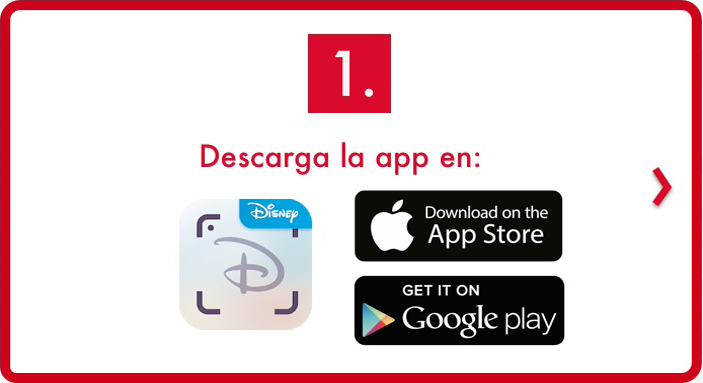 1.
Descarga la app en:
Disney
D
Download on the
App Store
GET IT ON
Google play